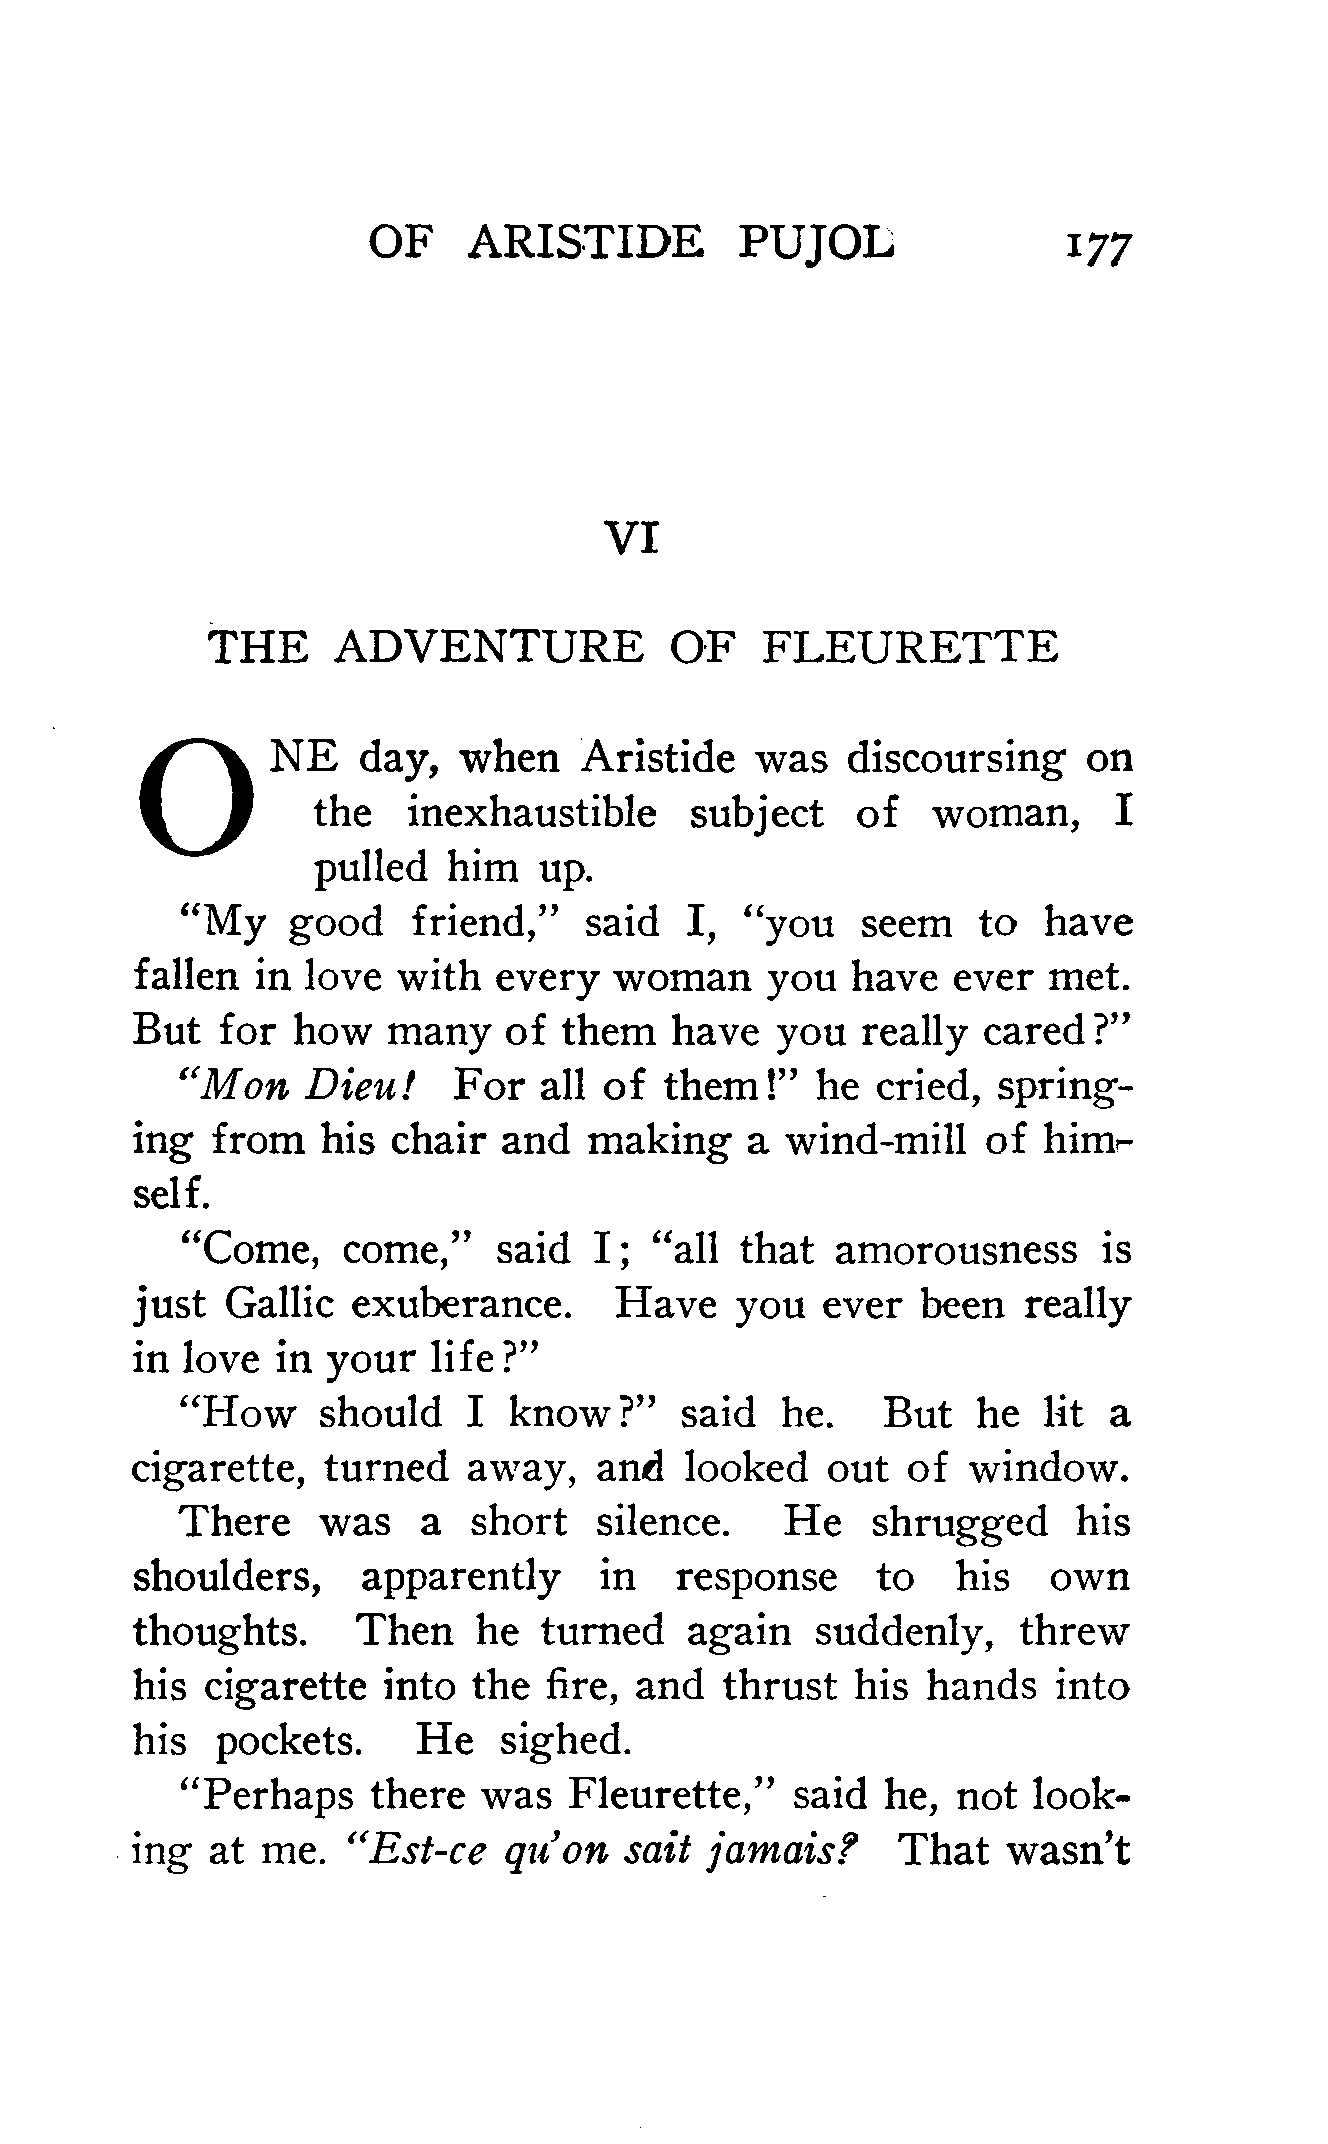 OF ARISTIDE PUJOL 177
VI
THE ADVENTURE OF FLEURETTE
ONE day, when Aristide was discoursing on
the inexhaustible subject of woman, I
pulled him up.
"My good friend," said I, "you seem to have
fallen in love with every woman you have ever met.
But for how many of them have you really cared?"
"Mon Dieu! For all of them!" he cried, spring-
ing from his chair and making a wind-mill of him-
self.
"Come, come," said I; "all that amorousness is
just Gallic exuberance. Have you ever been really
in love in your life?"
"How should I know?" said he. But he lit a
cigarette, turned away, and looked out of window.
There was a short silence. He shrugged his
shoulders, apparently in response to his own
thoughts. Then he turned again suddenly, threw
his cigarette into the fire, and thrust his hands into
his pockets. He sighed.
"Perhaps there was Fleurette," said he, not look-
ing at me. "Est-ce qu'on sait jamais? That wasn't